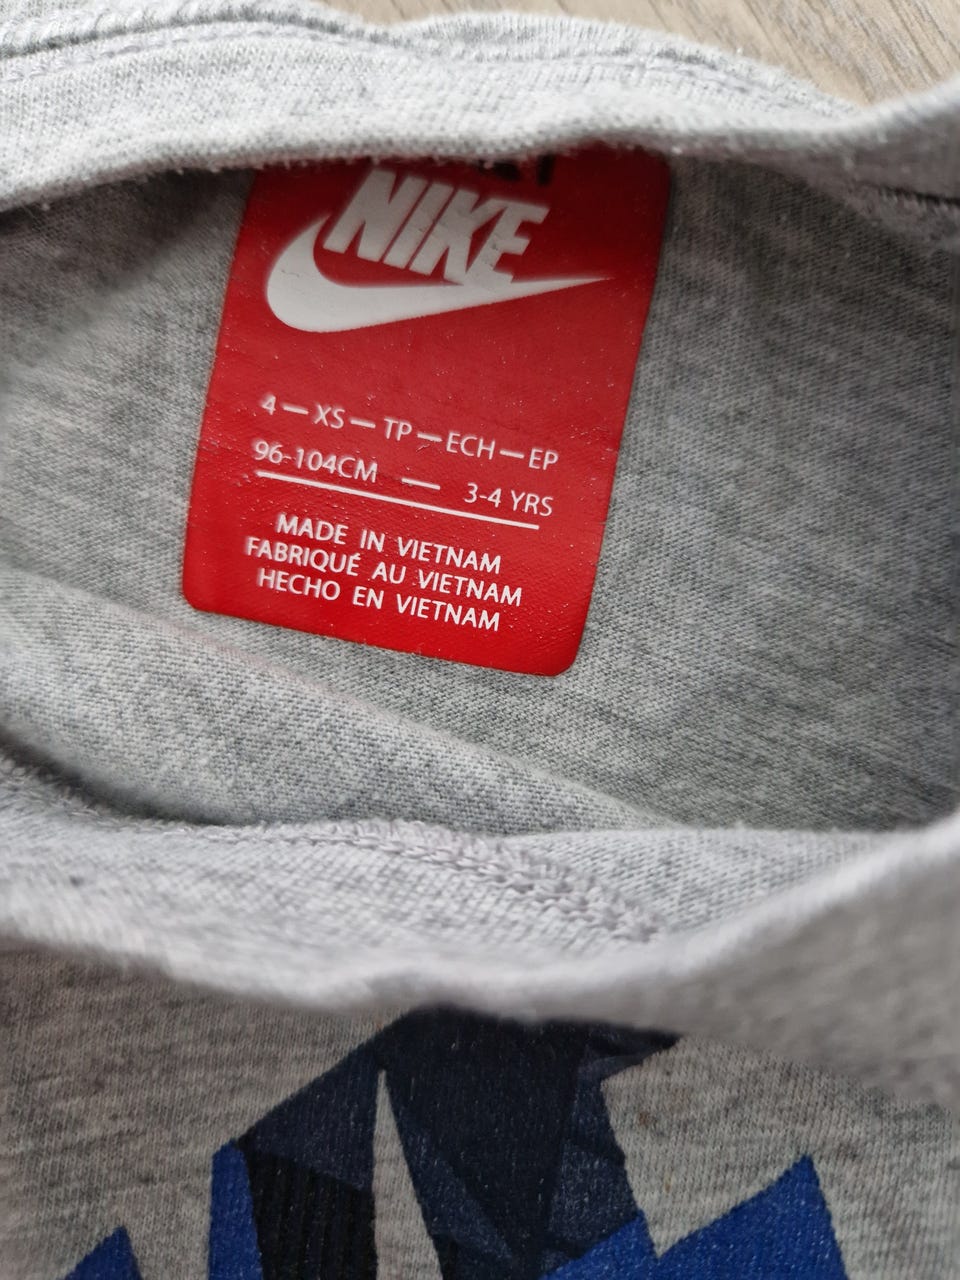 NIKE
4 — XS — TP — ECH — EP
96-104CM — 3-4 YRS
MADE IN VIETNAM
FABRIQUÉ AU VIETNAM
HECHO EN VIETNAM